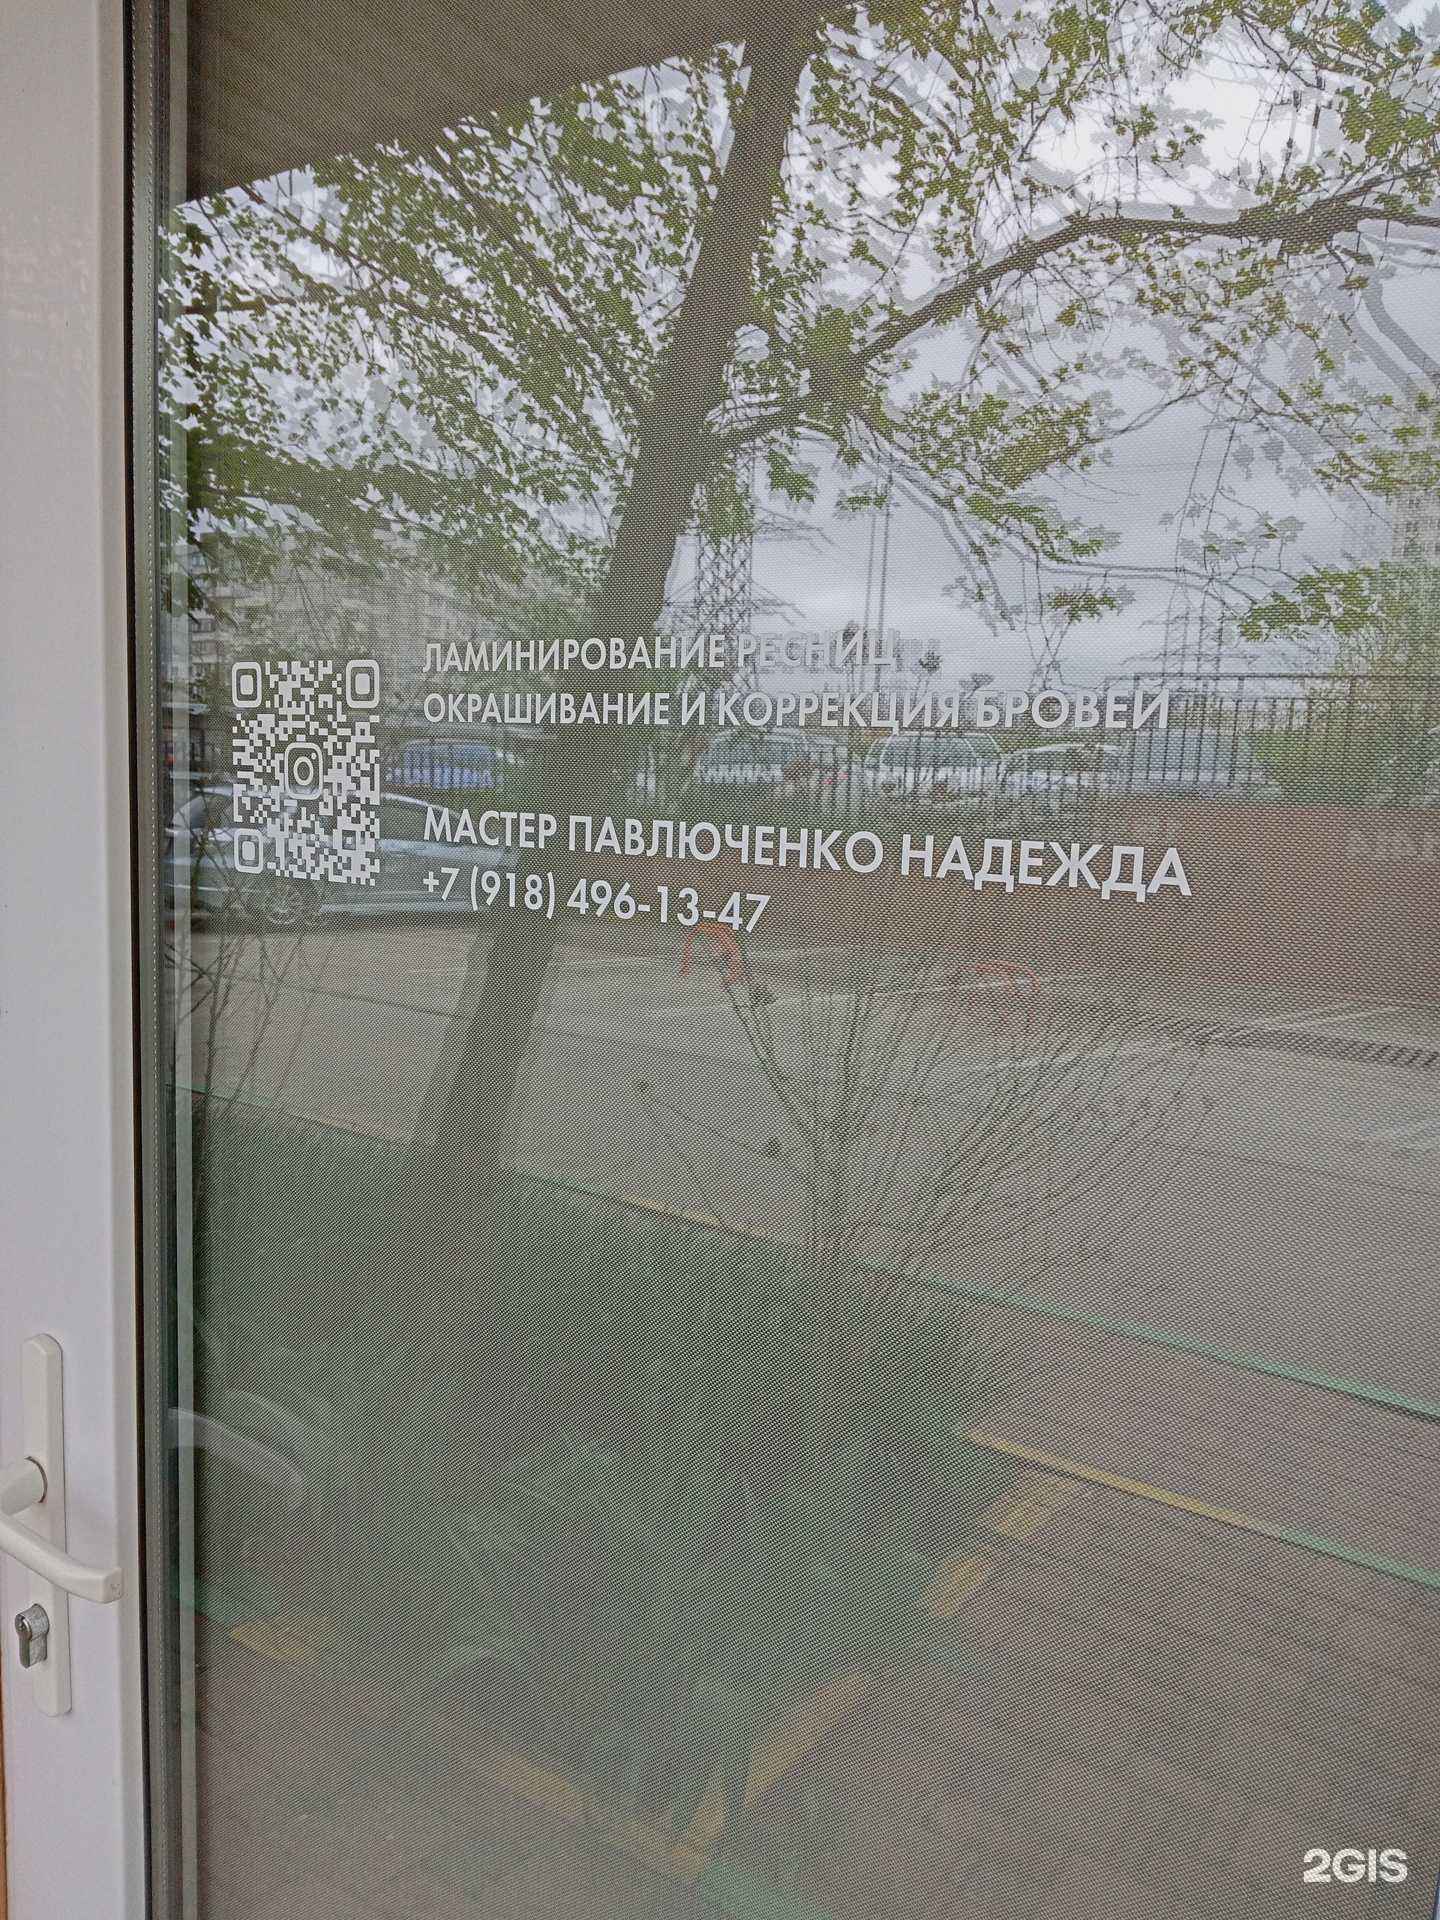 ЛАМИНИРОВАНИЕ РЕСНИЦ
ОКРАШИВАНИЕ И КОРРЕКЦИЯ БРОВЕЙ
МАСТЕР ПАВЛЮЧЕНКО НАДЕЖДА
+7 (918) 496-13-47
2GIS